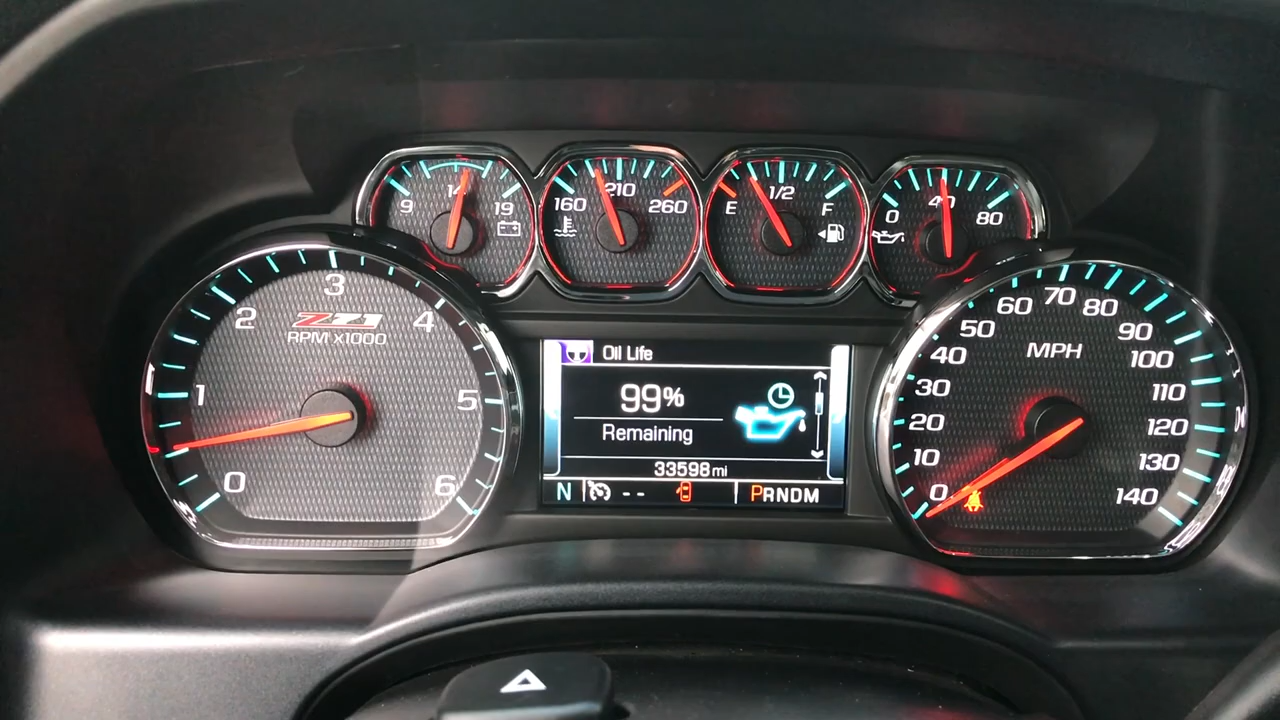 9 14 19
160 210 260
E 1/2 F
0 40 80
0 1 2 3 4 5 6
Z71
RPM X1000
Oil Life
99%
Remaining
33598 mi
N -- PRNDM
0 10 20 30 40 50 60 70 80 90 100 110 120 130 140
MPH